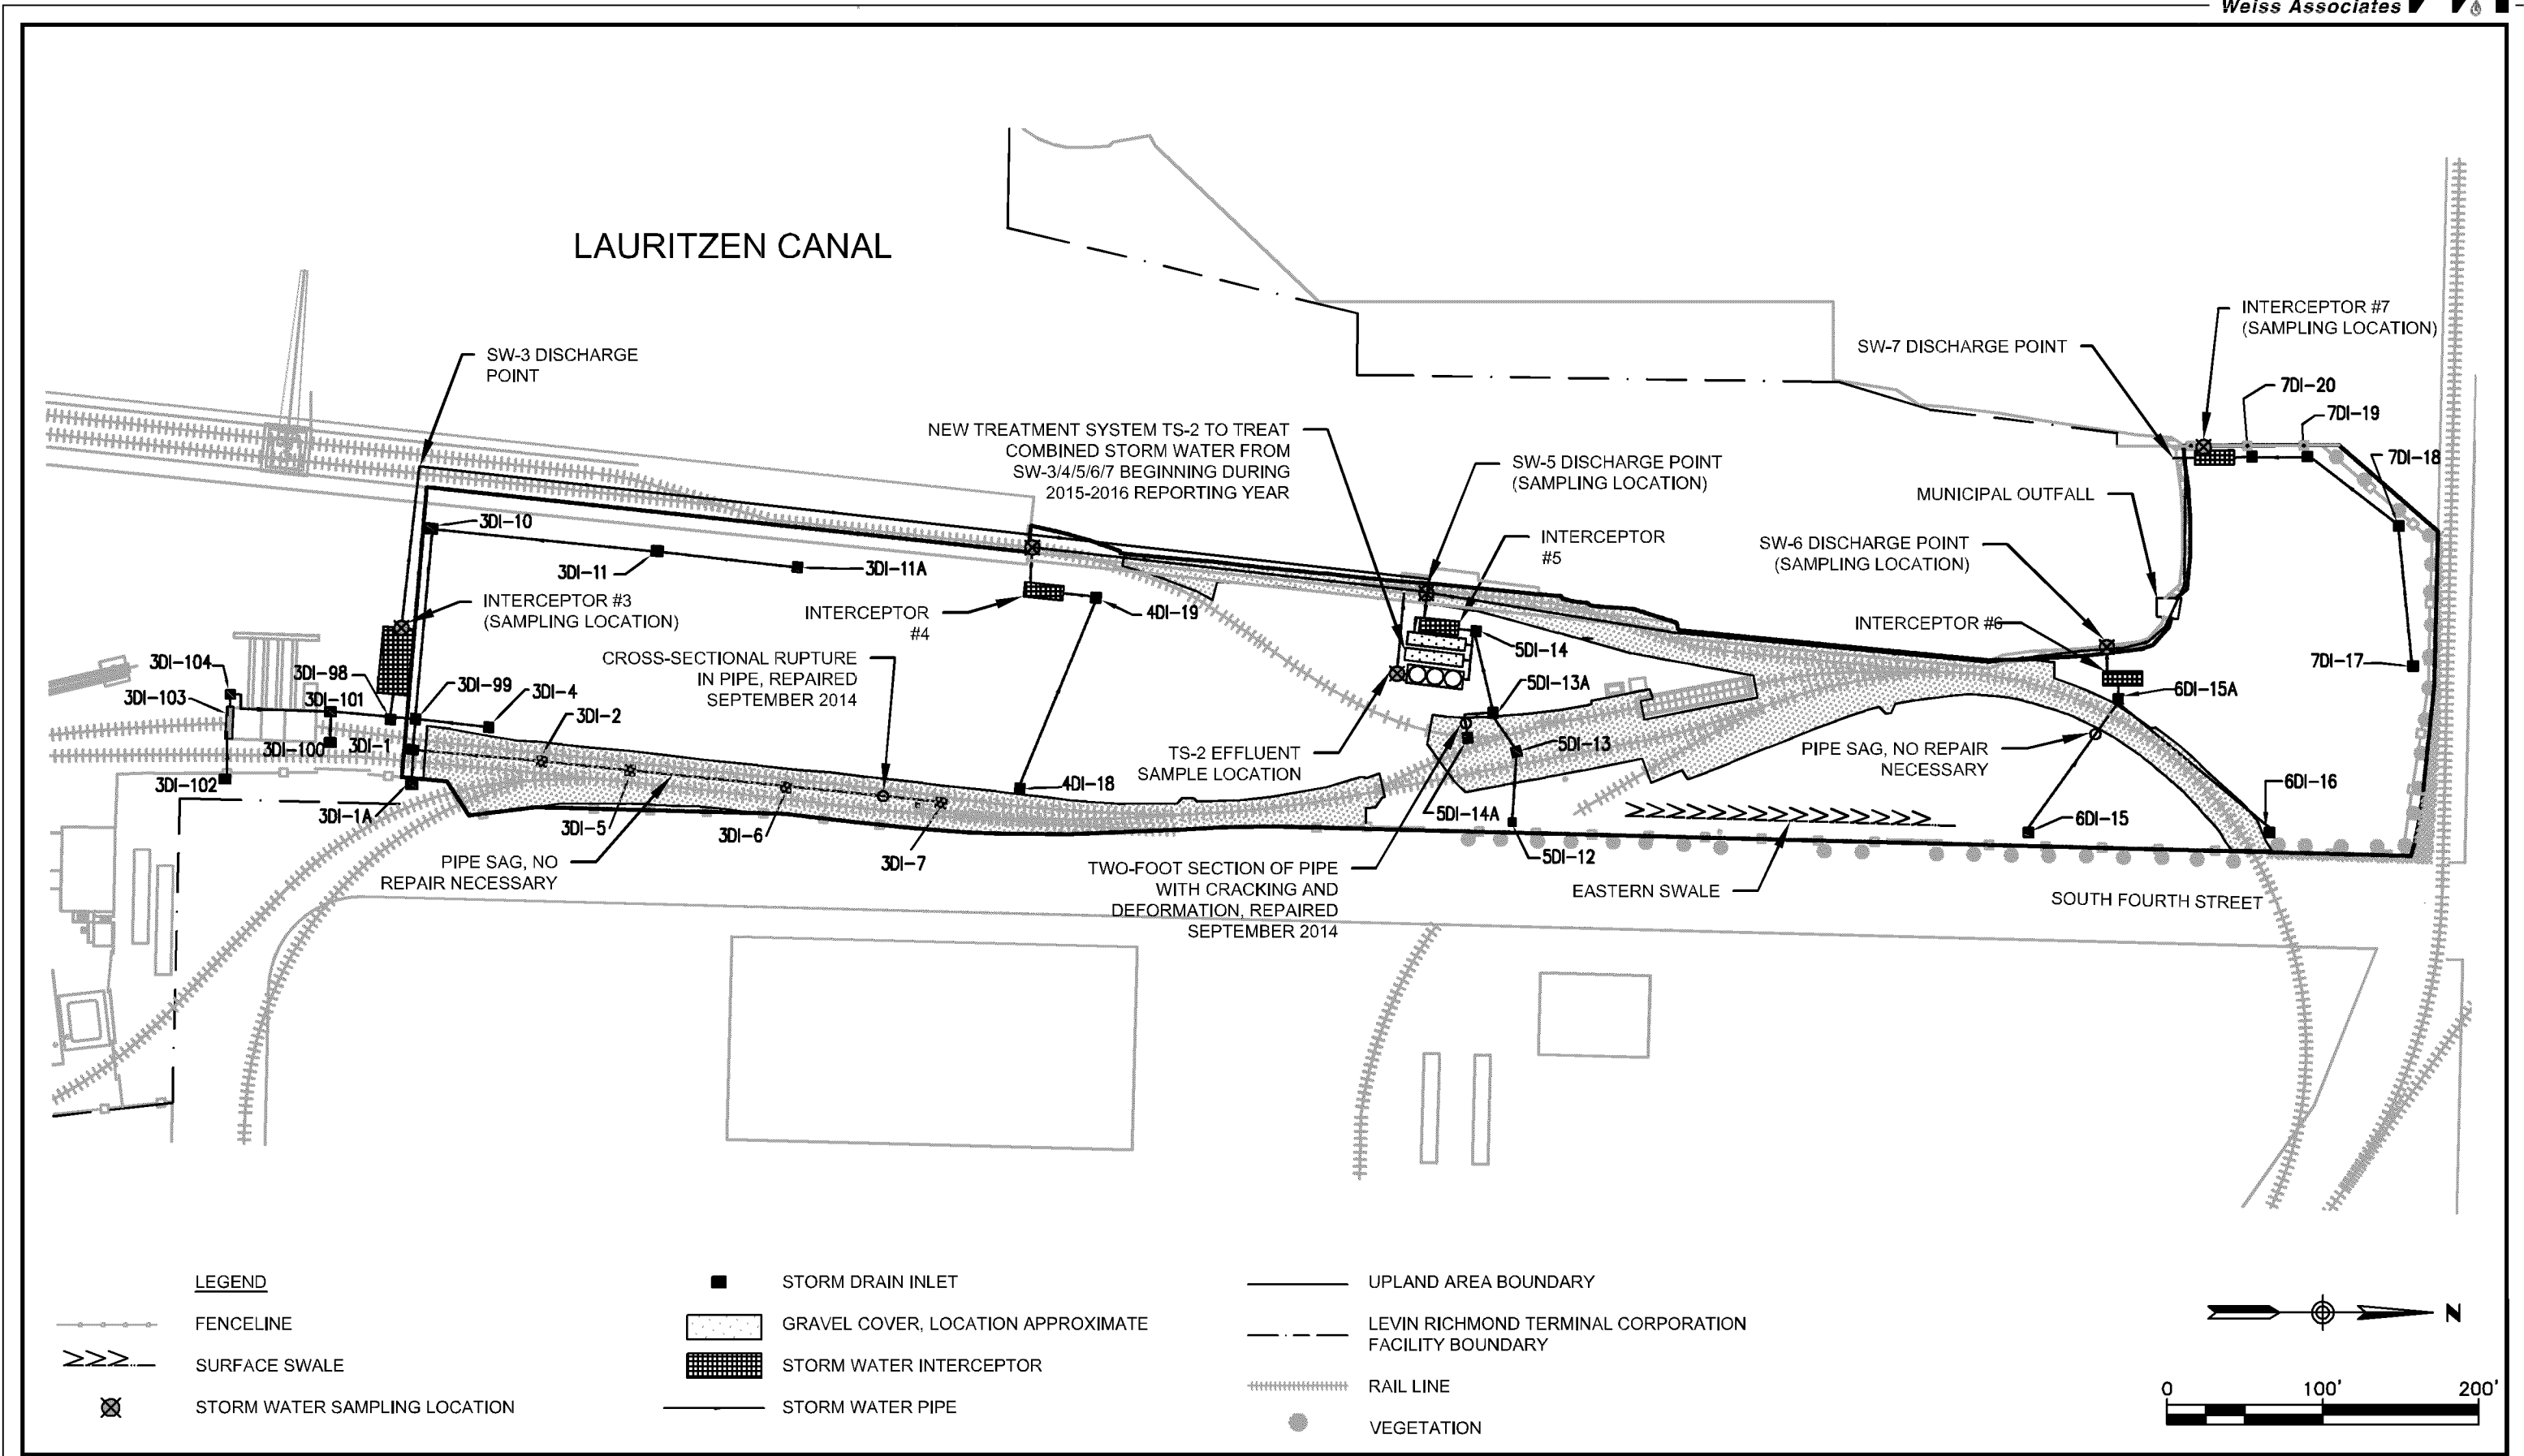 Weiss Associates
LAURITZEN CANAL
SW-3 DISCHARGE
POINT
NEW TREATMENT SYSTEM TS-2 TO TREAT
COMBINED STORM WATER FROM
SW-3/4/5/6/7 BEGINNING DURING
2015-2016 REPORTING YEAR
SW-5 DISCHARGE POINT
(SAMPLING LOCATION)
INTERCEPTOR
#5
SW-7 DISCHARGE POINT
INTERCEPTOR #7
(SAMPLING LOCATION)
7DI-20
7DI-19
7DI-18
MUNICIPAL OUTFALL
SW-6 DISCHARGE POINT
(SAMPLING LOCATION)
INTERCEPTOR #6
7DI-17
3DI-10
3DI-11
3DI-11A
INTERCEPTOR #3
(SAMPLING LOCATION)
INTERCEPTOR
#4
4DI-19
CROSS-SECTIONAL RUPTURE
IN PIPE, REPAIRED
SEPTEMBER 2014
3DI-104
3DI-103
3DI-98
3DI-101
3DI-99
3DI-4
3DI-2
3DI-100
3DI-1
3DI-102
3DI-1A
3DI-5
3DI-6
3DI-7
4DI-18
PIPE SAG, NO
REPAIR NECESSARY
5DI-14
5DI-13A
5DI-13
TS-2 EFFLUENT
SAMPLE LOCATION
5DI-14A
5DI-12
TWO-FOOT SECTION OF PIPE
WITH CRACKING AND
DEFORMATION, REPAIRED
SEPTEMBER 2014
6DI-15A
PIPE SAG, NO REPAIR
NECESSARY
6DI-16
6DI-15
EASTERN SWALE
SOUTH FOURTH STREET
LEGEND
FENCELINE
SURFACE SWALE
STORM WATER SAMPLING LOCATION
STORM DRAIN INLET
GRAVEL COVER, LOCATION APPROXIMATE
STORM WATER INTERCEPTOR
STORM WATER PIPE
UPLAND AREA BOUNDARY
LEVIN RICHMOND TERMINAL CORPORATION
FACILITY BOUNDARY
RAIL LINE
VEGETATION
N
0 100' 200'